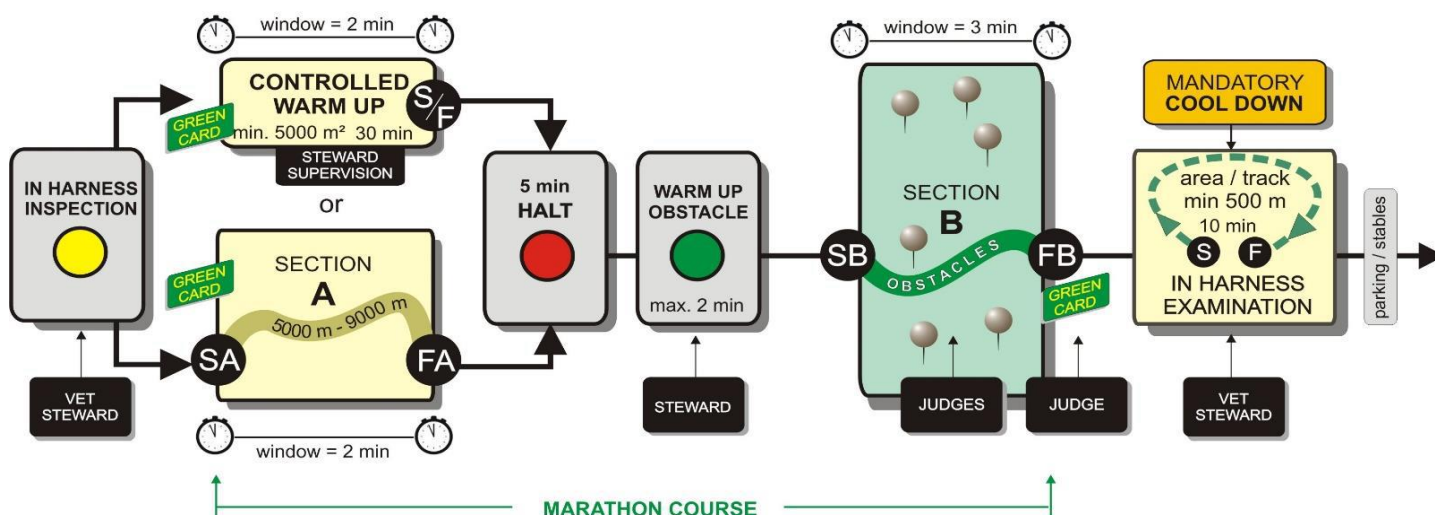 window = 2 min
CONTROLLED
WARM UP
S/F
min. 5000 m² 30 min
GREEN
CARD
STEWARD
SUPERVISION
or
IN HARNESS
INSPECTION
VET
STEWARD
GREEN
CARD
SECTION
A
5000 m - 9000 m
SA
FA
window = 2 min
5 min
HALT
WARM UP
OBSTACLE
max. 2 min
STEWARD
window = 3 min
SECTION
B
OBSTACLES
SB
FB
GREEN
CARD
JUDGES
JUDGE
MANDATORY
COOL DOWN
area / track
min 500 m
10 min
S F
IN HARNESS
EXAMINATION
VET
STEWARD
parking / stables
MARATHON COURSE